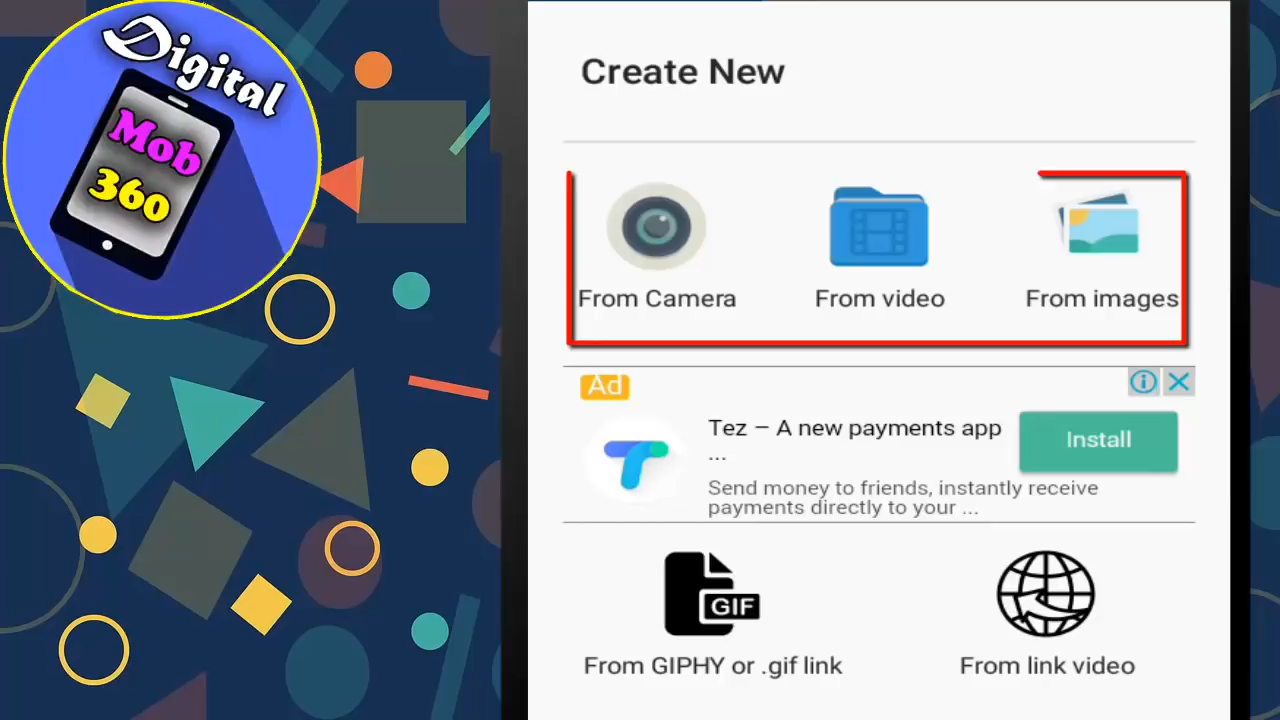 Digital
Mob
360
Create New
From Camera
From video
From images
Ad
Tez – A new payments app
...
Install
Send money to friends, instantly receive
payments directly to your ...
GIF
From GIPHY or .gif link
From link video